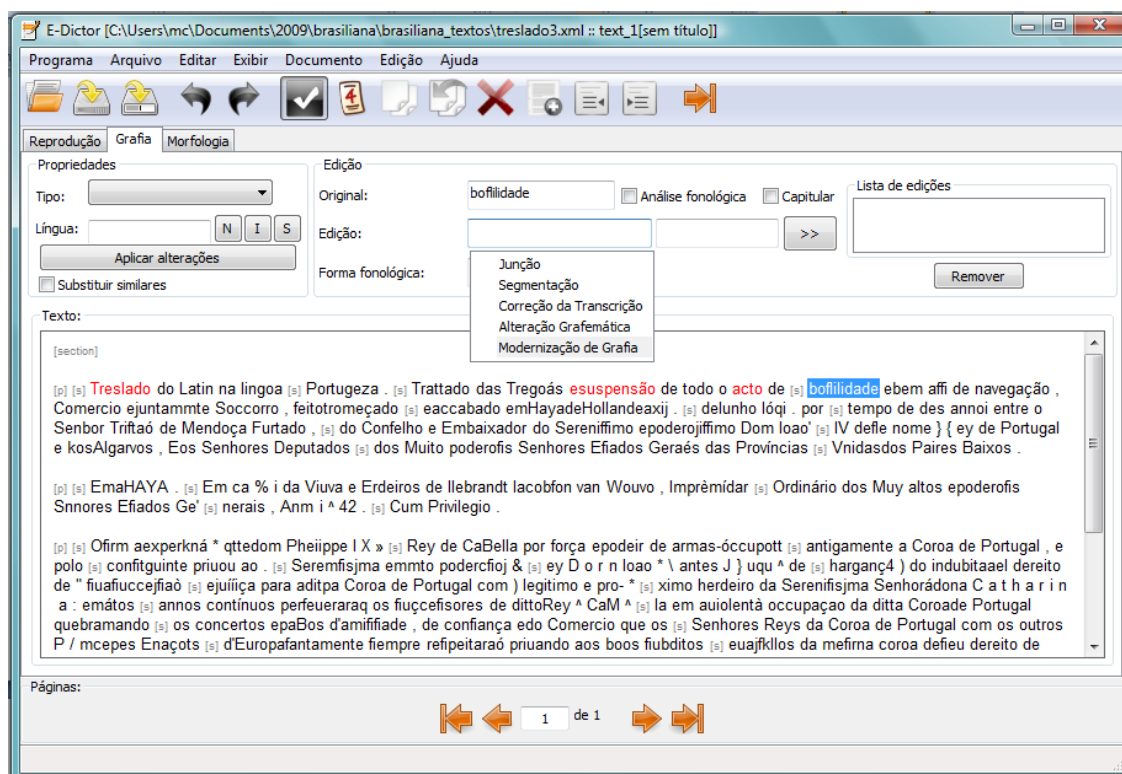 E-Dictor [C:\Users\mc\Documents\2009\brasiliana\brasiliana_textos\treslado3.xml :: text_1[sem título]]
Programa Arquivo Editar Exibir Documento Edição Ajuda
4
Reprodução Grafia Morfologia
Propriedades
Tipo:
Língua: N I S
Aplicar alterações
Substituir similares
Edição
Original: boflilidade Análise fonológica Capitular
Edição: >>
Forma fonológica:
Junção
Segmentação
Correção da Transcrição
Alteração Grafemática
Modernização de Grafia
Lista de edições
Remover
Texto:
[section]
[p] [s] Treslado do Latin na lingoa [s] Portugeza . [s] Trattado das Tregoás esuspensão de todo o acto de [s] boflilidade ebem affi de navegação ,
Comercio ejuntammte Soccorro , feitotromeçado [s] eaccabado emHayadeHollandeaxij . [s] delunho lóqi . por [s] tempo de des annoi entre o
Senbor Triftaó de Mendoça Furtado , [s] do Confelho e Embaixador do Sereniffimo epoderojiffimo Dom loao' [s] IV defle nome } { ey de Portugal
e kosAlgarvos , Eos Senhores Deputados [s] dos Muito poderofis Senhores Efiados Geraés das Províncias [s] Vnidasdos Paires Baixos .
[p] [s] EmaHAYA . [s] Em ca % i da Viuva e Erdeiros de llebrandt lacobfon van Wouvo , Imprèmídar [s] Ordinário dos Muy altos epoderofis
Snnores Efiados Ge' [s] nerais , Anm i ^ 42 . [s] Cum Privilegio .
[p] [s] Ofirm aexperkná * qttedom Pheiippe I X » [s] Rey de CaBella por força epodeir de armas-óccupott [s] antigamente a Coroa de Portugal , e
polo [s] confitguinte priuou ao . [s] Seremfisjma emmto podercfioj & [s] ey D o r n loao * \ antes J } uqu ^ de [s] harganç4 ) do indubitaael dereito
de " fiuafiuccejfiaò [s] ejuíïiça para aditpa Coroa de Portugal com ) legitimo e pro- * [s] ximo herdeiro da Serenifisjma Senhorádona C a t h a r i n
a : emátos [s] annos contínuos perfeueraraq os fiuçcefisores de dittoRey ^ CaM ^ [s] la em auiolentà occupaçao da ditta Coroade Portugal
quebramando [s] os concertos epaBos d'amififiade , de confiança edo Comercio que os [s] Senhores Reys da Coroa de Portugal com os outros
P / mcepes Enaçots [s] d'Europafantamente fiempre refipeitaraó priuando aos boos fiubditos [s] euajfkllos da mefirna coroa defieu dereito de
Páginas:
1 de 1